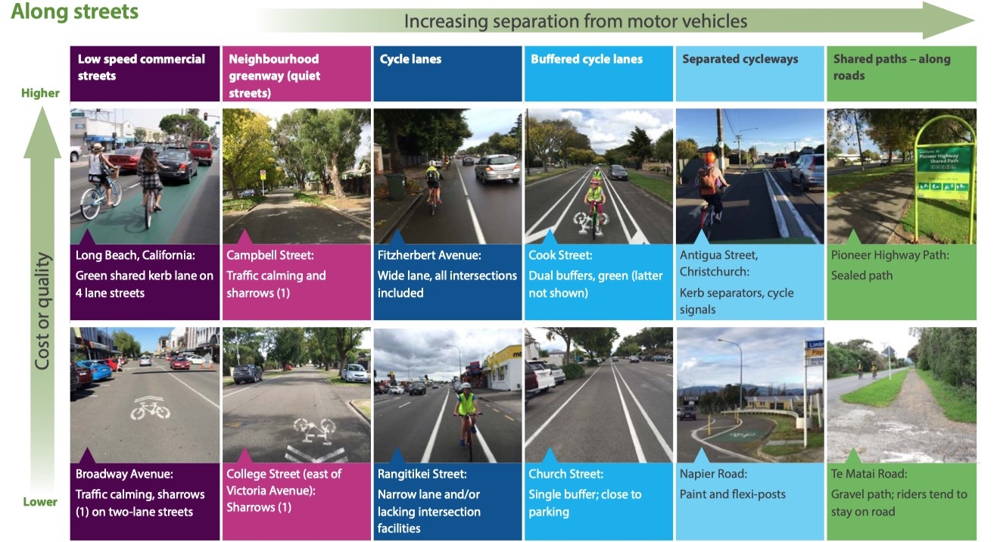 Along streets
Increasing separation from motor vehicles
Low speed commercial
streets
Neighbourhood
greenway (quiet
streets)
Cycle lanes
Buffered cycle lanes
Separated cycleways
Shared paths – along
roads
Higher
Cost or quality
Lower
Pioneer Highway
Shared Path
Long Beach, California:
Green shared kerb lane on
4 lane streets
Campbell Street:
Traffic calming and
sharrows (1)
Fitzherbert Avenue:
Wide lane, all intersections
included
Cook Street:
Dual buffers, green (latter
not shown)
Antigua Street,
Christchurch:
Kerb separators, cycle
signals
Pioneer Highway Path:
Sealed path
Broadway Avenue:
Traffic calming, sharrows
(1) on two-lane streets
College Street (east of
Victoria Avenue):
Sharrows (1)
Rangitikei Street:
Narrow lane and/or
lacking intersection
facilities
Church Street:
Single buffer; close to
parking
Napier Road:
Paint and flexi-posts
Te Matai Road:
Gravel path; riders tend to
stay on road